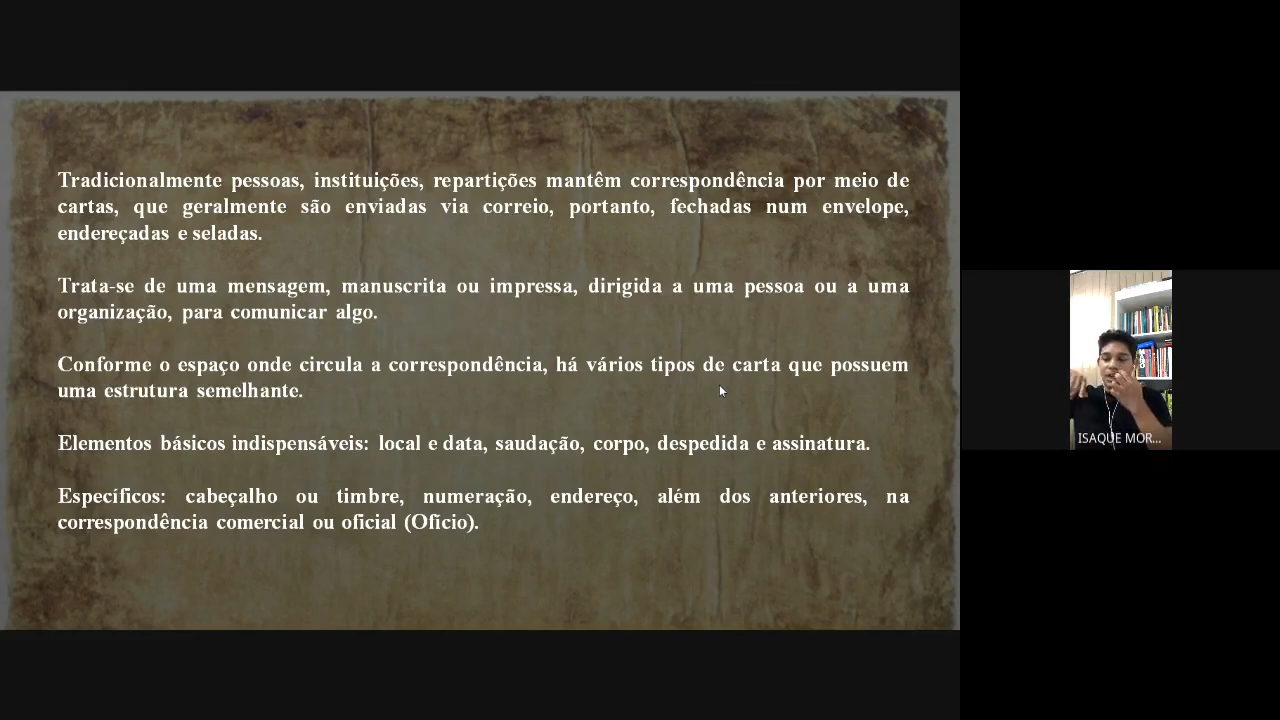 Tradicionalmente pessoas, instituições, repartições mantêm correspondência por meio de
cartas, que geralmente são enviadas via correio, portanto, fechadas num envelope,
endereçadas e seladas.
Trata-se de uma mensagem, manuscrita ou impressa, dirigida a uma pessoa ou a uma
organização, para comunicar algo.
Conforme o espaço onde circula a correspondência, há vários tipos de carta que possuem
uma estrutura semelhante.
Elementos básicos indispensáveis: local e data, saudação, corpo, despedida e assinatura.
Específicos: cabeçalho ou timbre, numeração, endereço, além dos anteriores, na
correspondência comercial ou oficial (Ofício).
ISAQUE MOR...